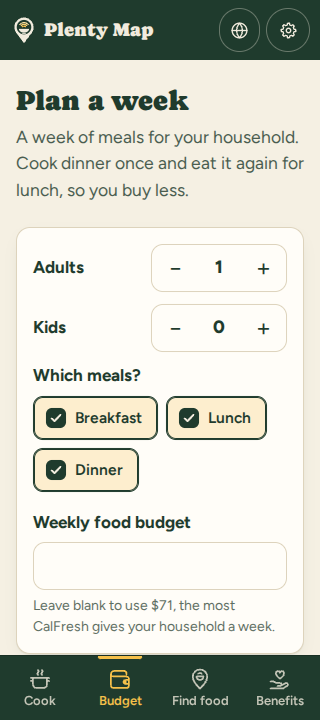 Plenty Map
Plan a week
A week of meals for your household.
Cook dinner once and eat it again for
lunch, so you buy less.
Adults
− 1 +
Kids
− 0 +
Which meals?
Breakfast
Lunch
Dinner
Weekly food budget
Leave blank to use $71, the most
CalFresh gives your household a week.
Cook
Budget
Find food
Benefits